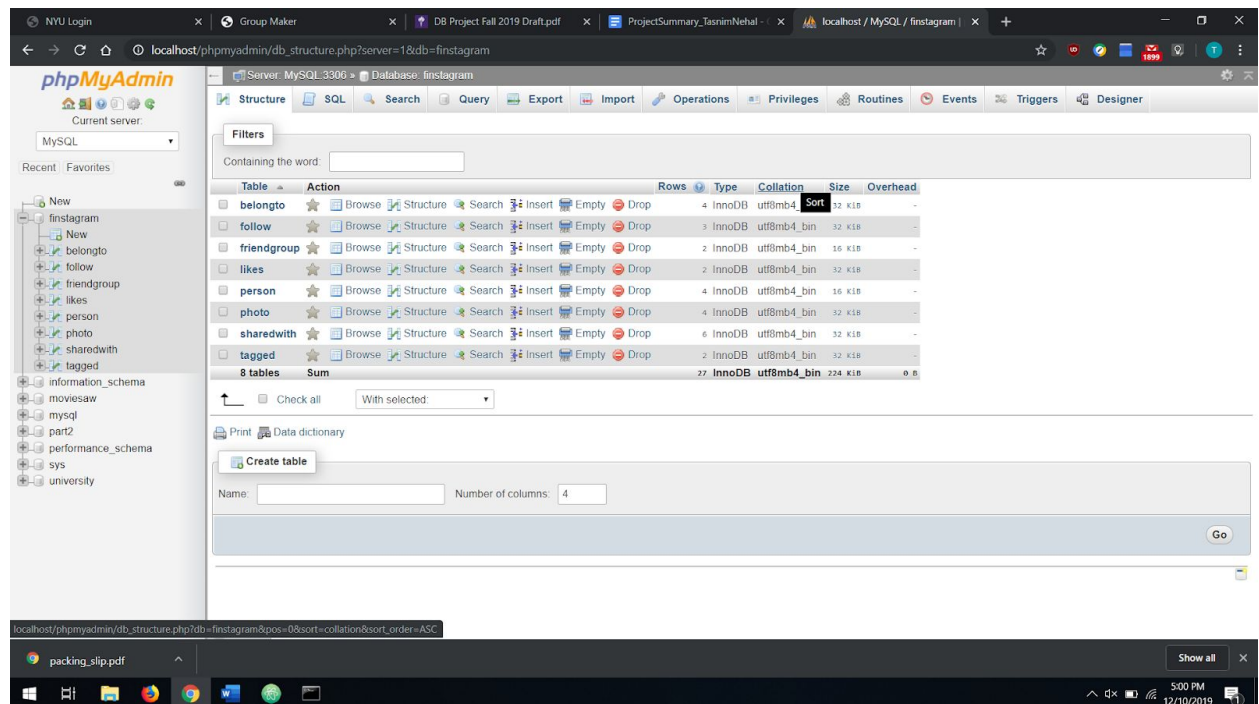 NYU Login
Group Maker
DB Project Fall 2019 Draft.pdf
ProjectSummary_TasnimNehal -
localhost / MySQL / finstagram |
localhost/phpmyadmin/db_structure.php?server=1&db=finstagram
1899
T
phpMyAdmin
Current server:
MySQL
Recent Favorites
New
finstagram
New
belongto
follow
friendgroup
likes
person
photo
sharedwith
tagged
information_schema
moviesaw
mysql
part2
performance_schema
sys
university
Server: MySQL:3306 » Database: finstagram
Structure SQL Search Query Export Import Operations Privileges Routines Events Triggers Designer
Filters
Containing the word:
Table Action Rows Type Collation Size Overhead
belongto Browse Structure Search Insert Empty Drop 4 InnoDB utf8mb4_ Sort 32 KiB -
follow Browse Structure Search Insert Empty Drop 3 InnoDB utf8mb4_bin 32 KiB -
friendgroup Browse Structure Search Insert Empty Drop 2 InnoDB utf8mb4_bin 16 KiB -
likes Browse Structure Search Insert Empty Drop 2 InnoDB utf8mb4_bin 32 KiB -
person Browse Structure Search Insert Empty Drop 4 InnoDB utf8mb4_bin 16 KiB -
photo Browse Structure Search Insert Empty Drop 4 InnoDB utf8mb4_bin 32 KiB -
sharedwith Browse Structure Search Insert Empty Drop 6 InnoDB utf8mb4_bin 32 KiB -
tagged Browse Structure Search Insert Empty Drop 2 InnoDB utf8mb4_bin 32 KiB -
8 tables Sum 27 InnoDB utf8mb4_bin 224 KiB 0 B
Check all With selected:
Print Data dictionary
Create table
Name: Number of columns: 4
Go
localhost/phpmyadmin/db_structure.php?db=finstagram&pos=0&sort=collation&sort_order=ASC
packing_slip.pdf
Show all
5:00 PM
12/10/2019